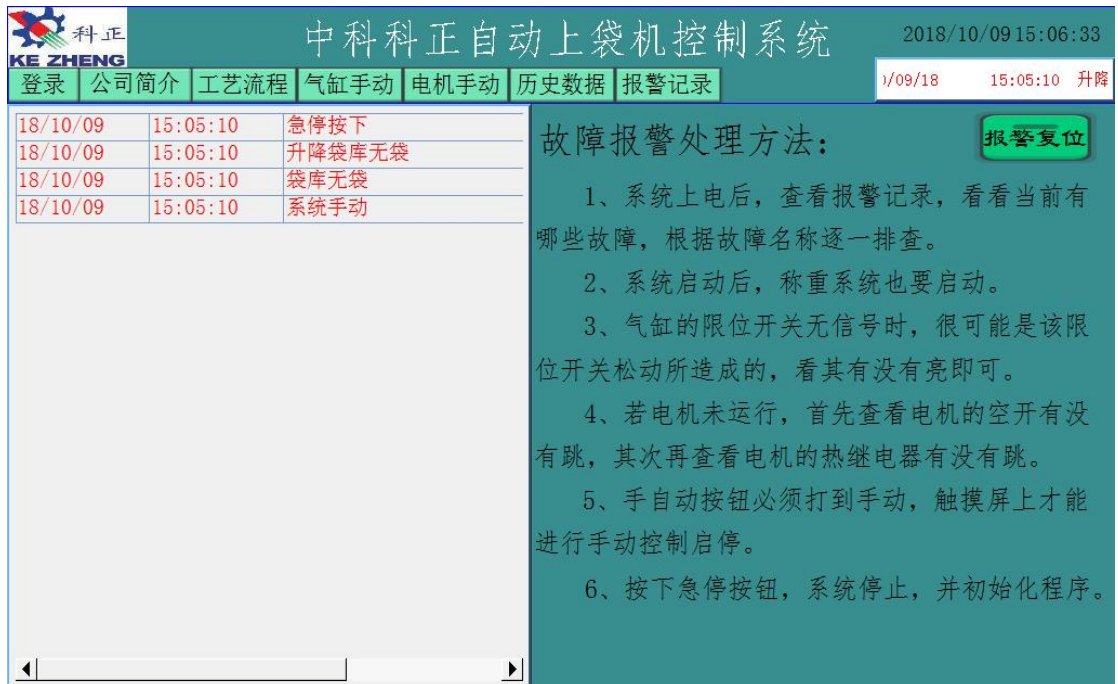 科正
KE ZHENG
中科科正自动上袋机控制系统
2018/10/09 15:06:33
登录 公司简介 工艺流程 气缸手动 电机手动 历史数据 报警记录
/09/18 15:05:10 升降
18/10/09 15:05:10 急停按下
18/10/09 15:05:10 升降袋库无袋
18/10/09 15:05:10 袋库无袋
18/10/09 15:05:10 系统手动
故障报警处理方法:
报警复位
1、系统上电后，查看报警记录，看看当前有
哪些故障，根据故障名称逐一排查。
2、系统启动后，称重系统也要启动。
3、气缸的限位开关无信号时，很可能是该限
位开关松动所造成的，看其有没有亮即可。
4、若电机未运行，首先查看电机的空开有没
有跳，其次再查看电机的热继电器有没有跳。
5、手自动按钮必须打到手动，触摸屏上才能
进行手动控制启停。
6、按下急停按钮，系统停止，并初始化程序。